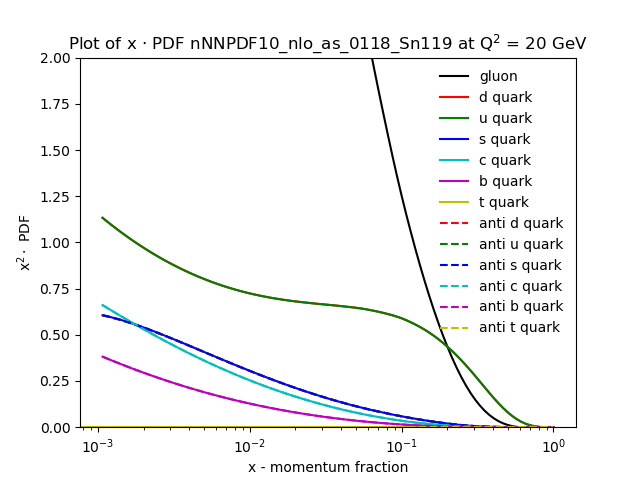 Plot of x · PDF nNNPDF10_nlo_as_0118_Sn119 at Q² = 20 GeV
x² · PDF
2.00
1.75
1.50
1.25
1.00
0.75
0.50
0.25
0.00
gluon
d quark
u quark
s quark
c quark
b quark
t quark
anti d quark
anti u quark
anti s quark
anti c quark
anti b quark
anti t quark
10⁻³ 10⁻² 10⁻¹ 10⁰
x - momentum fraction